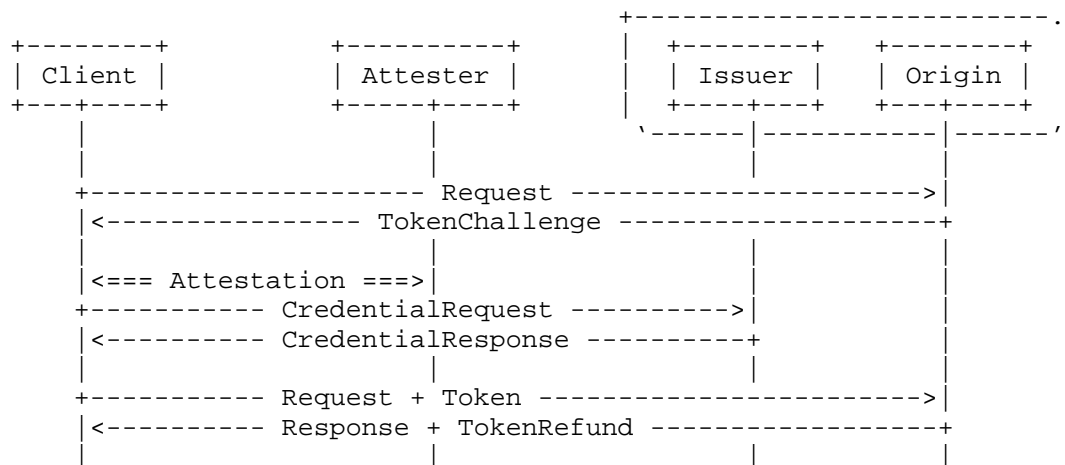 Client Attester Issuer Origin
Request
TokenChallenge
Attestation
CredentialRequest
CredentialResponse
Request + Token
Response + TokenRefund